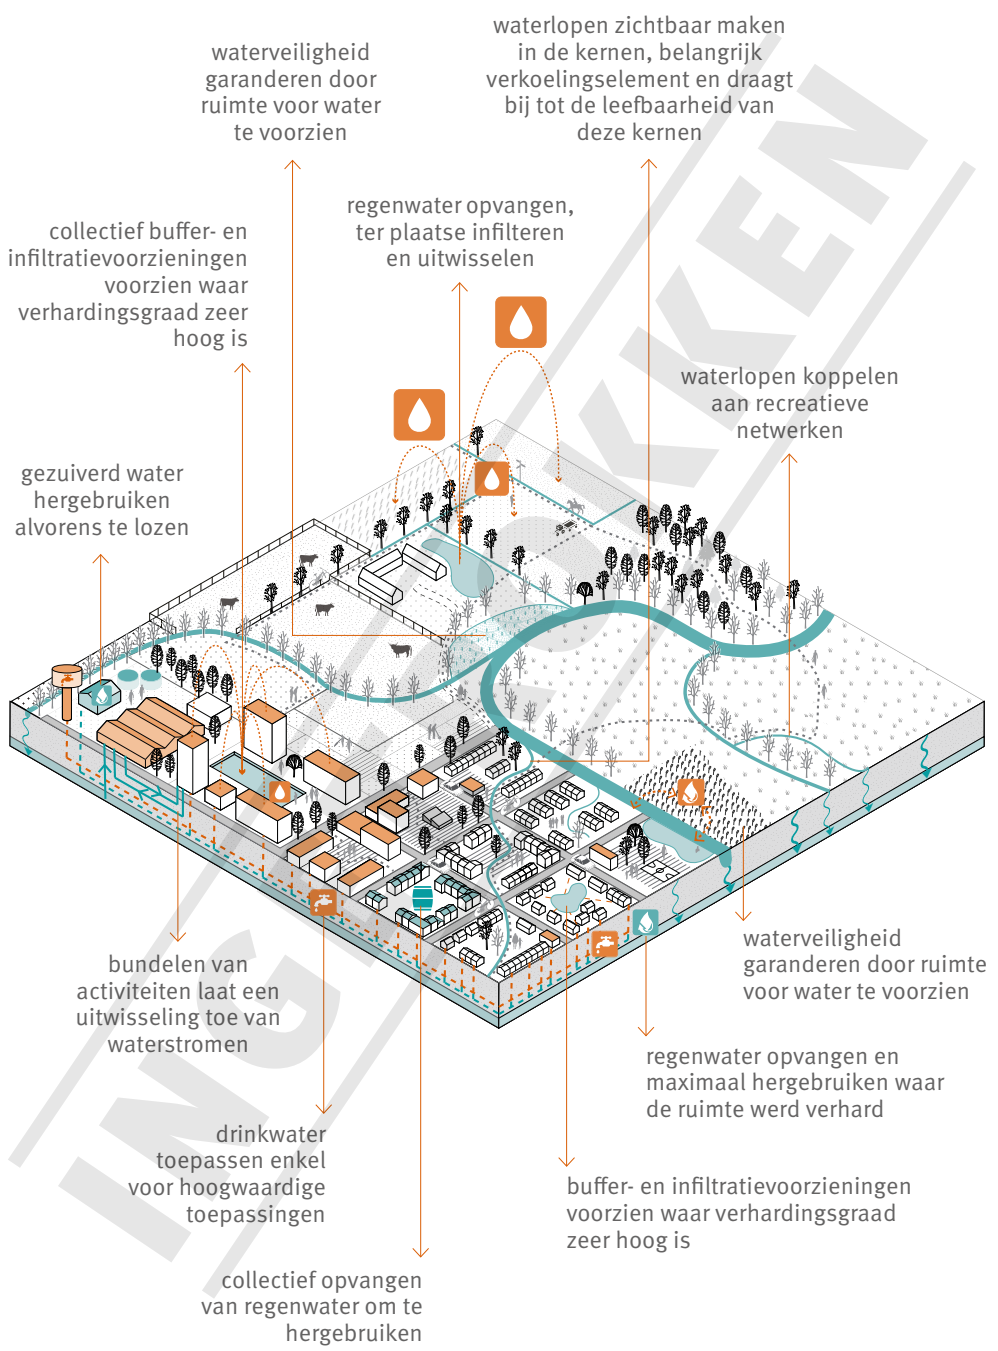 waterlopen zichtbaar maken
in de kernen, belangrijk
verkoelingselement en draagt
bij tot de leefbaarheid van
deze kernen
waterveiligheid
garanderen door
ruimte voor water
te voorzien
regenwater opvangen,
ter plaatse infilteren
en uitwisselen
collectief buffer- en
infiltratievoorzieningen
voorzien waar
verhardingsgraad zeer
hoog is
waterlopen koppelen
aan recreatieve
netwerken
gezuiverd water
hergebruiken
alvorens te lozen
INGETROKKEN
waterveiligheid
garanderen door ruimte
voor water te voorzien
bundelen van
activiteiten laat een
uitwisseling toe van
waterstromen
regenwater opvangen en
maximaal hergebruiken waar
de ruimte werd verhard
drinkwater
toepassen enkel
voor hoogwaardige
toepassingen
buffer- en infiltratievoorzieningen
voorzien waar verhardingsgraad
zeer hoog is
collectief opvangen
van regenwater om te
hergebruiken